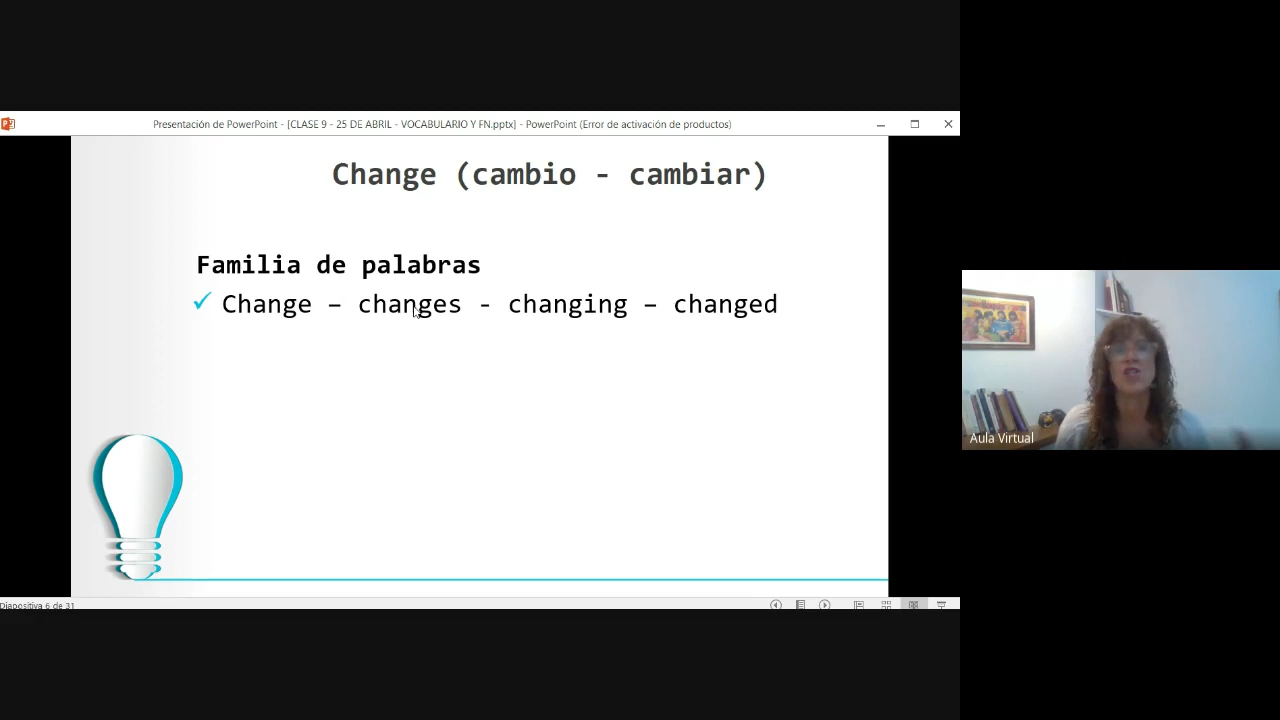 Presentación de PowerPoint - [CLASE 9 - 25 DE ABRIL - VOCABULARIO Y FN.pptx] - PowerPoint (Error de activación de productos)
Change (cambio - cambiar)
Familia de palabras
✓ Change – changes - changing – changed
Aula Virtual
Diapositiva 6 de 31